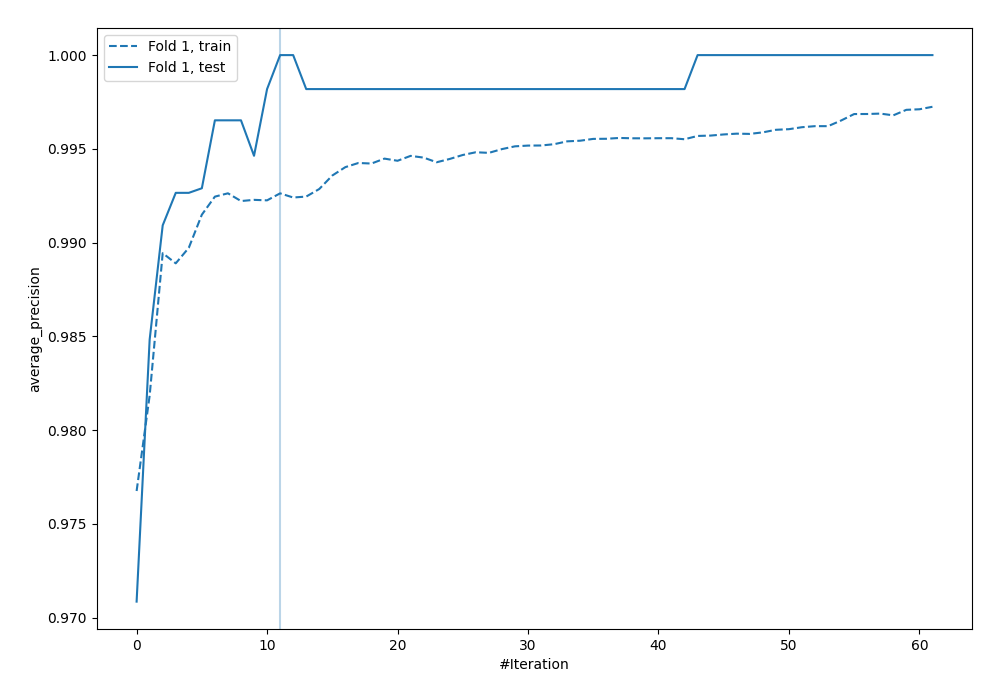 Fold 1, train
Fold 1, test
1.000
0.995
0.990
0.985
0.980
0.975
0.970
average_precision
0 10 20 30 40 50 60
#Iteration